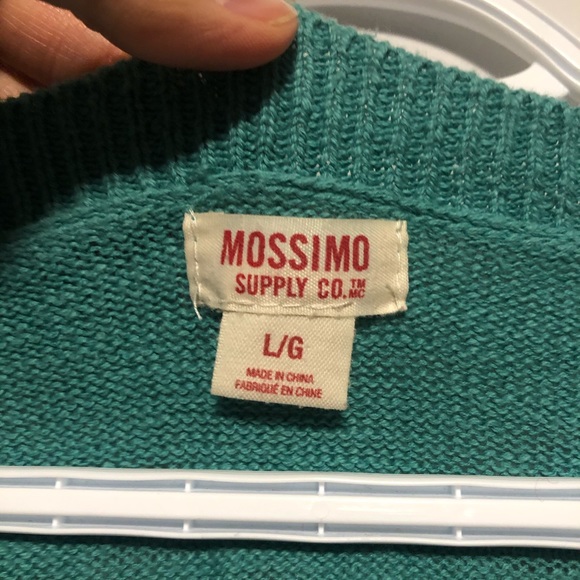 MOSSIMO
SUPPLY CO.™ MC
L/G
MADE IN CHINA
FABRIQUÉ EN CHINE